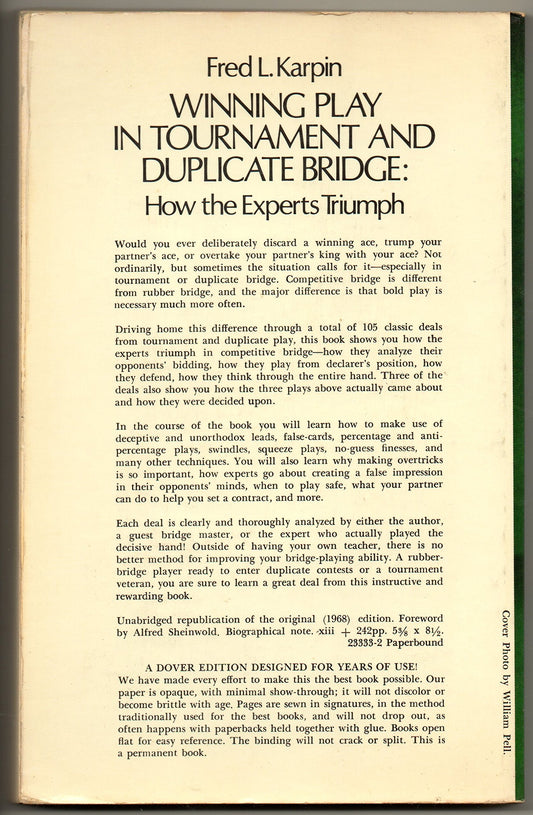 Fred L. Karpin
WINNING PLAY
IN TOURNAMENT AND
DUPLICATE BRIDGE:
How the Experts Triumph
Would you ever deliberately discard a winning ace, trump your
partner's ace, or overtake your partner's king with your ace? Not
ordinarily, but sometimes the situation calls for it—especially in
tournament or duplicate bridge. Competitive bridge is different
from rubber bridge, and the major difference is that bold play is
necessary much more often.
Driving home this difference through a total of 105 classic deals
from tournament and duplicate play, this book shows you how the
experts triumph in competitive bridge—how they analyze their
opponents' bidding, how they play from declarer's position, how
they defend, how they think through the entire hand. Three of the
deals also show you how the three plays above actually came about
and how they were decided upon.
In the course of the book you will learn how to make use of
deceptive and unorthodox leads, false-cards, percentage and anti-
percentage plays, swindles, squeeze plays, no-guess finesses, and
many other techniques. You will also learn why making overtricks
is so important, how experts go about creating a false impression
in their opponents' minds, when to play safe, what your partner
can do to help you set a contract, and more.
Each deal is clearly and thoroughly analyzed by either the author,
a guest bridge master, or the expert who actually played the
decisive hand! Outside of having your own teacher, there is no
better method for improving your bridge-playing ability. A rubber-
bridge player ready to enter duplicate contests or a tournament
veteran, you are sure to learn a great deal from this instructive and
rewarding book.
Unabridged republication of the original (1968) edition. Foreword
by Alfred Sheinwold. Biographical note. xiii + 242pp. 5⅜ x 8½.
23333-2 Paperbound
A DOVER EDITION DESIGNED FOR YEARS OF USE!
We have made every effort to make this the best book possible. Our
paper is opaque, with minimal show-through; it will not discolor or
become brittle with age. Pages are sewn in signatures, in the method
traditionally used for the best books, and will not drop out, as
often happens with paperbacks held together with glue. Books open
flat for easy reference. The binding will not crack or split. This is
a permanent book.
Cover Photo by William Pell.